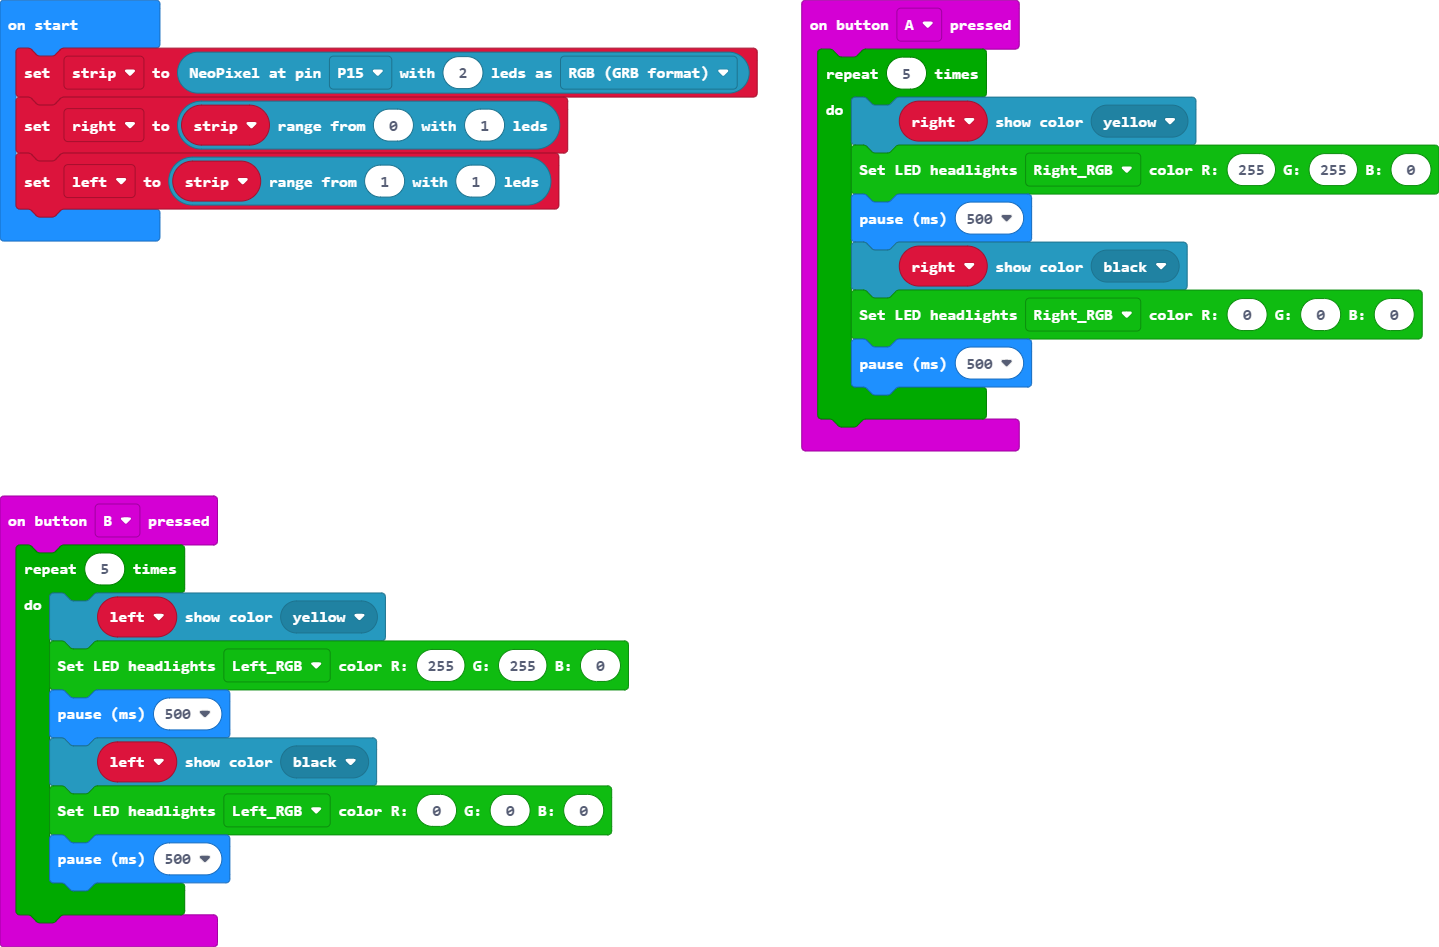 on start
set strip to NeoPixel at pin P15 with 2 leds as RGB (GRB format)
set right to strip range from 0 with 1 leds
set left to strip range from 1 with 1 leds
on button A pressed
repeat 5 times
do
right show color yellow
Set LED headlights Right_RGB color R: 255 G: 255 B: 0
pause (ms) 500
right show color black
Set LED headlights Right_RGB color R: 0 G: 0 B: 0
pause (ms) 500
on button B pressed
repeat 5 times
do
left show color yellow
Set LED headlights Left_RGB color R: 255 G: 255 B: 0
pause (ms) 500
left show color black
Set LED headlights Left_RGB color R: 0 G: 0 B: 0
pause (ms) 500